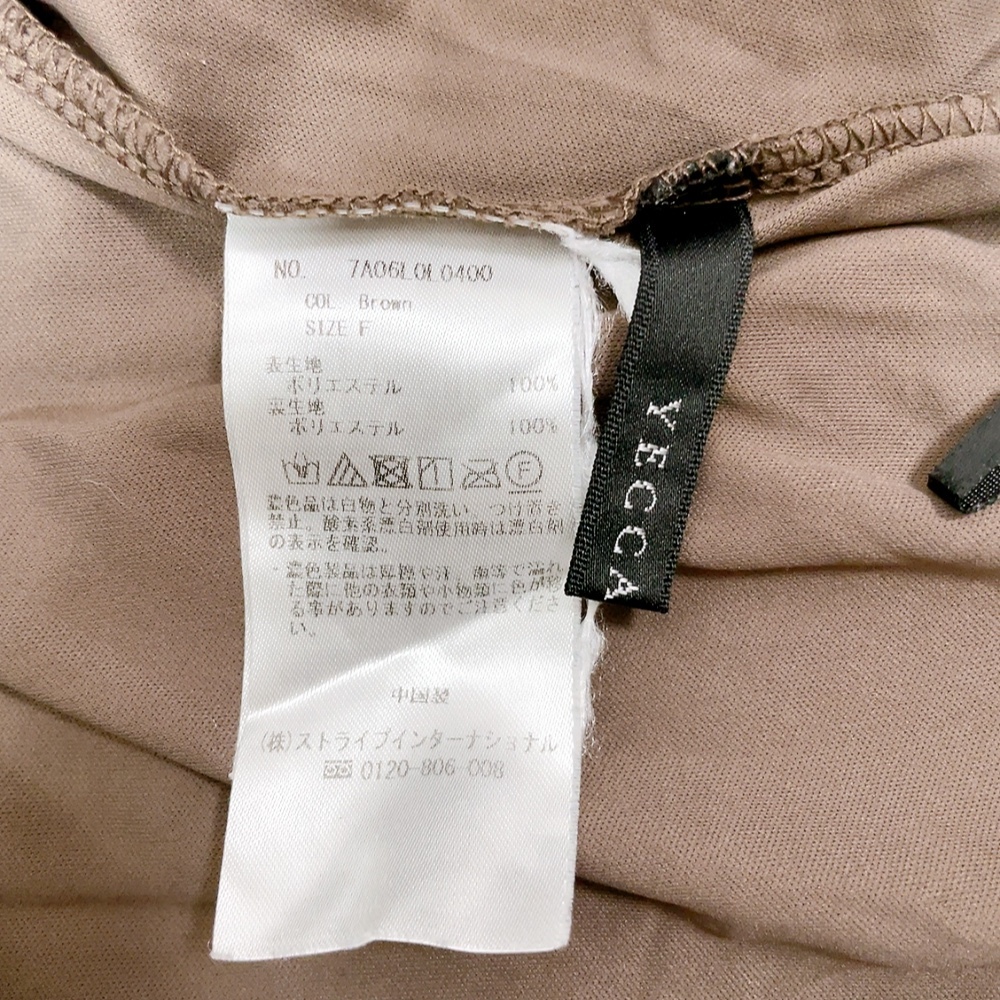 NO. 7A06L0L0400
COL Brown
SIZE F
表生地
ポリエステル 100%
裏生地
ポリエステル 100%
F
濃色品は白物と分別洗い、つけ置き
禁止。酸素系漂白剤使用時は漂白剤
の表示を確認。
・濃色製品は摩擦や汗、雨等で濡れ
た際に他の衣類や小物類に色が移
る事がありますのでご注意くださ
い。
中国製
(株)ストライプインターナショナル
0120-806-008
YECCA